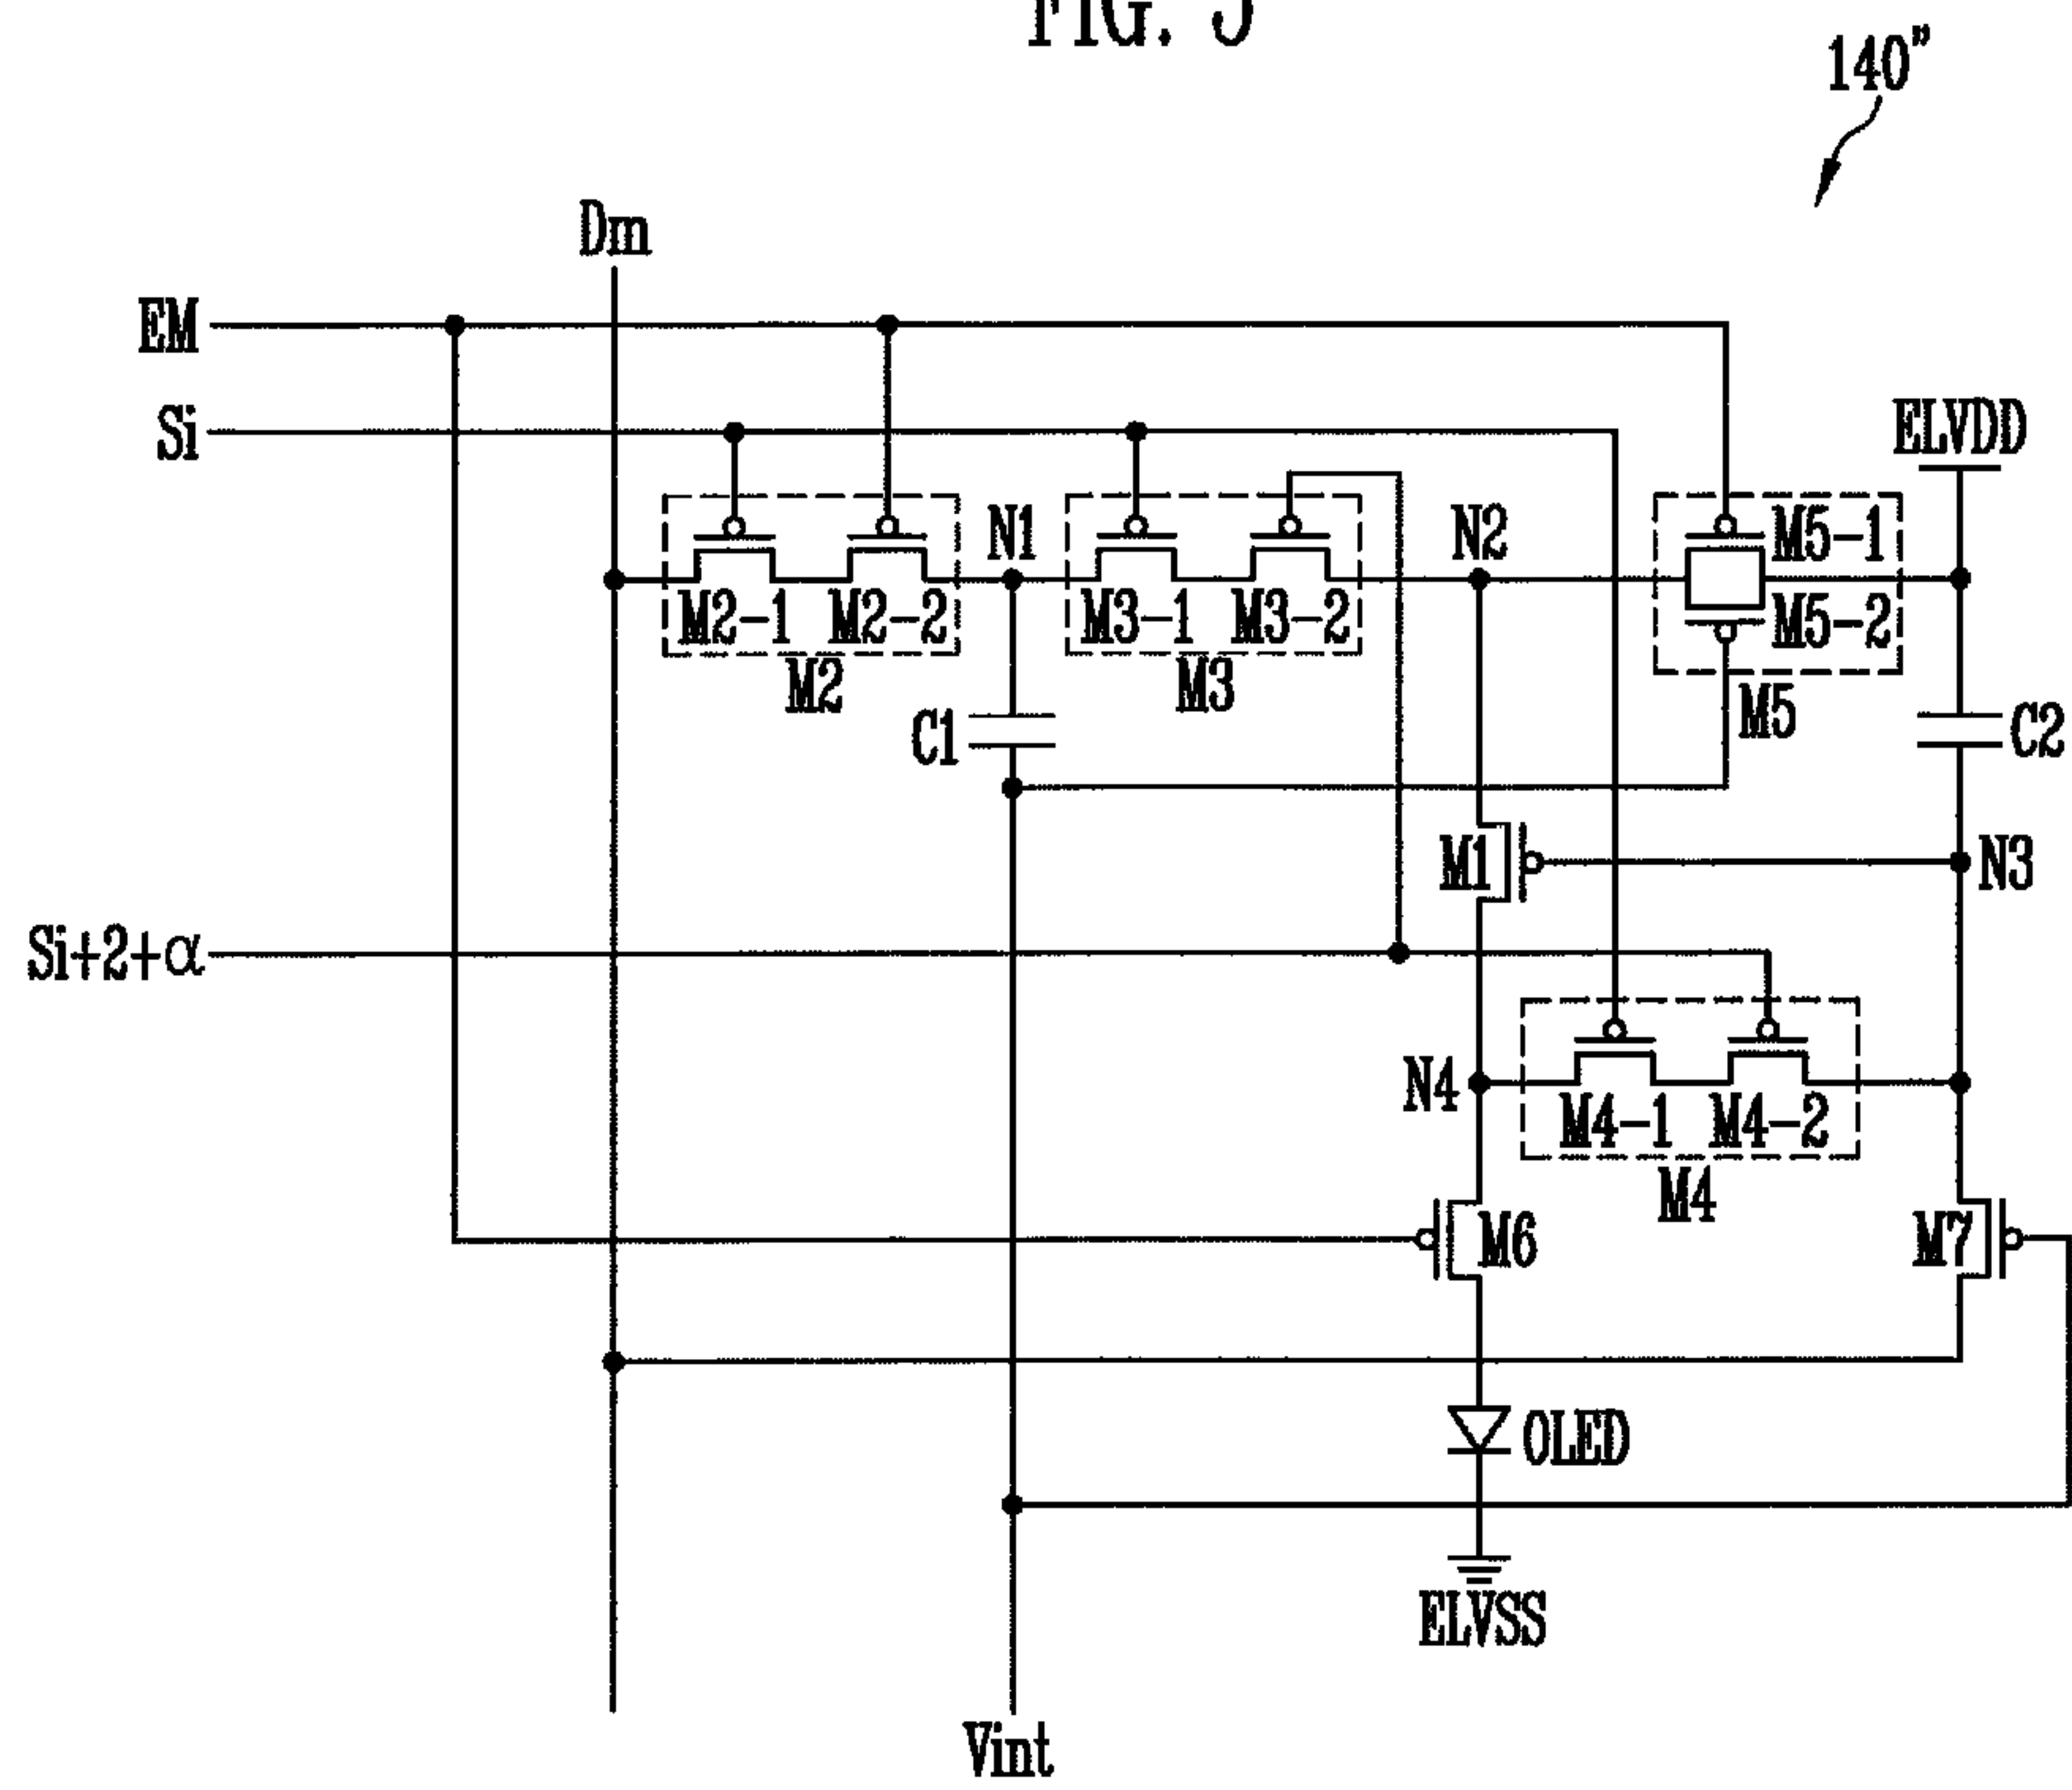 FIG. 5
140”
Dm
EM
Si
ELVDD
N1
N2
M5-1
M2-1
M2-2
M3-1
M3-2
M5-2
M2
M3
M5
C1
C2
M1
N3
Si+2+α
N4
M4-1
M4-2
M4
M6
M7
OLED
ELVSS
Vint